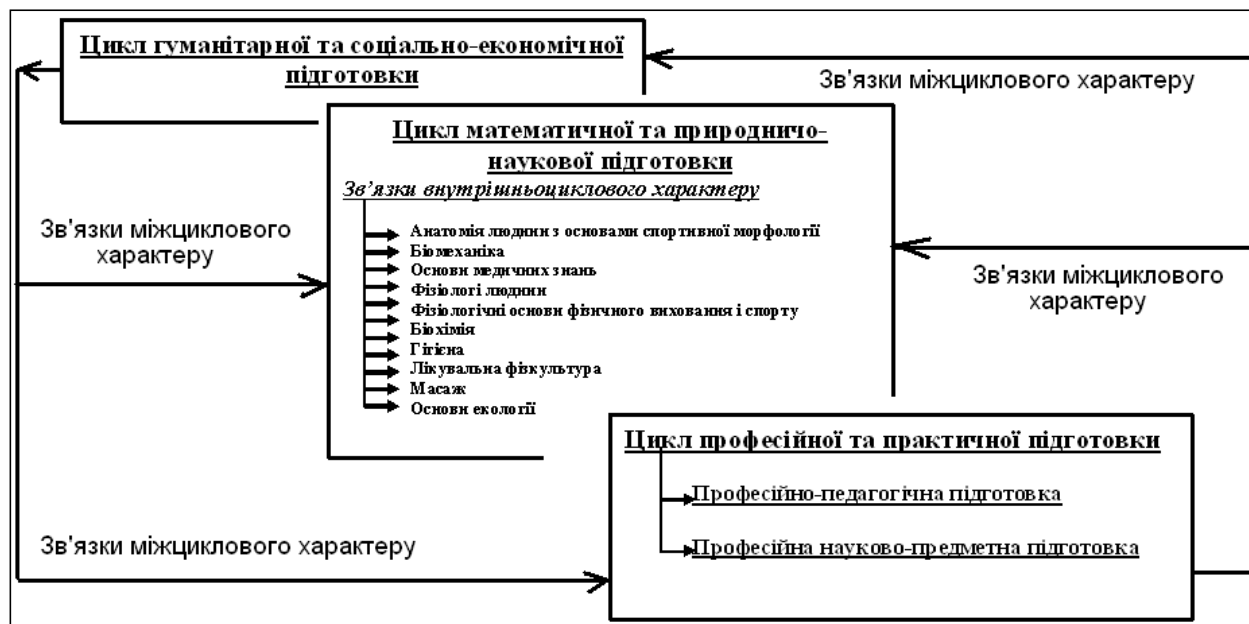 Цикл гуманітарної та соціально-економічної
підготовки
Зв'язки міжциклового характеру
Цикл математичної та природничо-
наукової підготовки
Зв’язки внутрішньоциклового характеру
Анатомія людини з основами спортивної морфології
Біомеханіка
Основи медичних знань
Фізіологі людини
Фізіологічні основи фізичного виховання і спорту
Біохімія
Гігієна
Лікувальна фізкультура
Масаж
Основи екології
Зв'язки міжциклового
характеру
Зв'язки міжциклового
характеру
Цикл професійної та практичної підготовки
Професійно-педагогічна підготовка
Професійна науково-предметна підготовка
Зв'язки міжциклового характеру